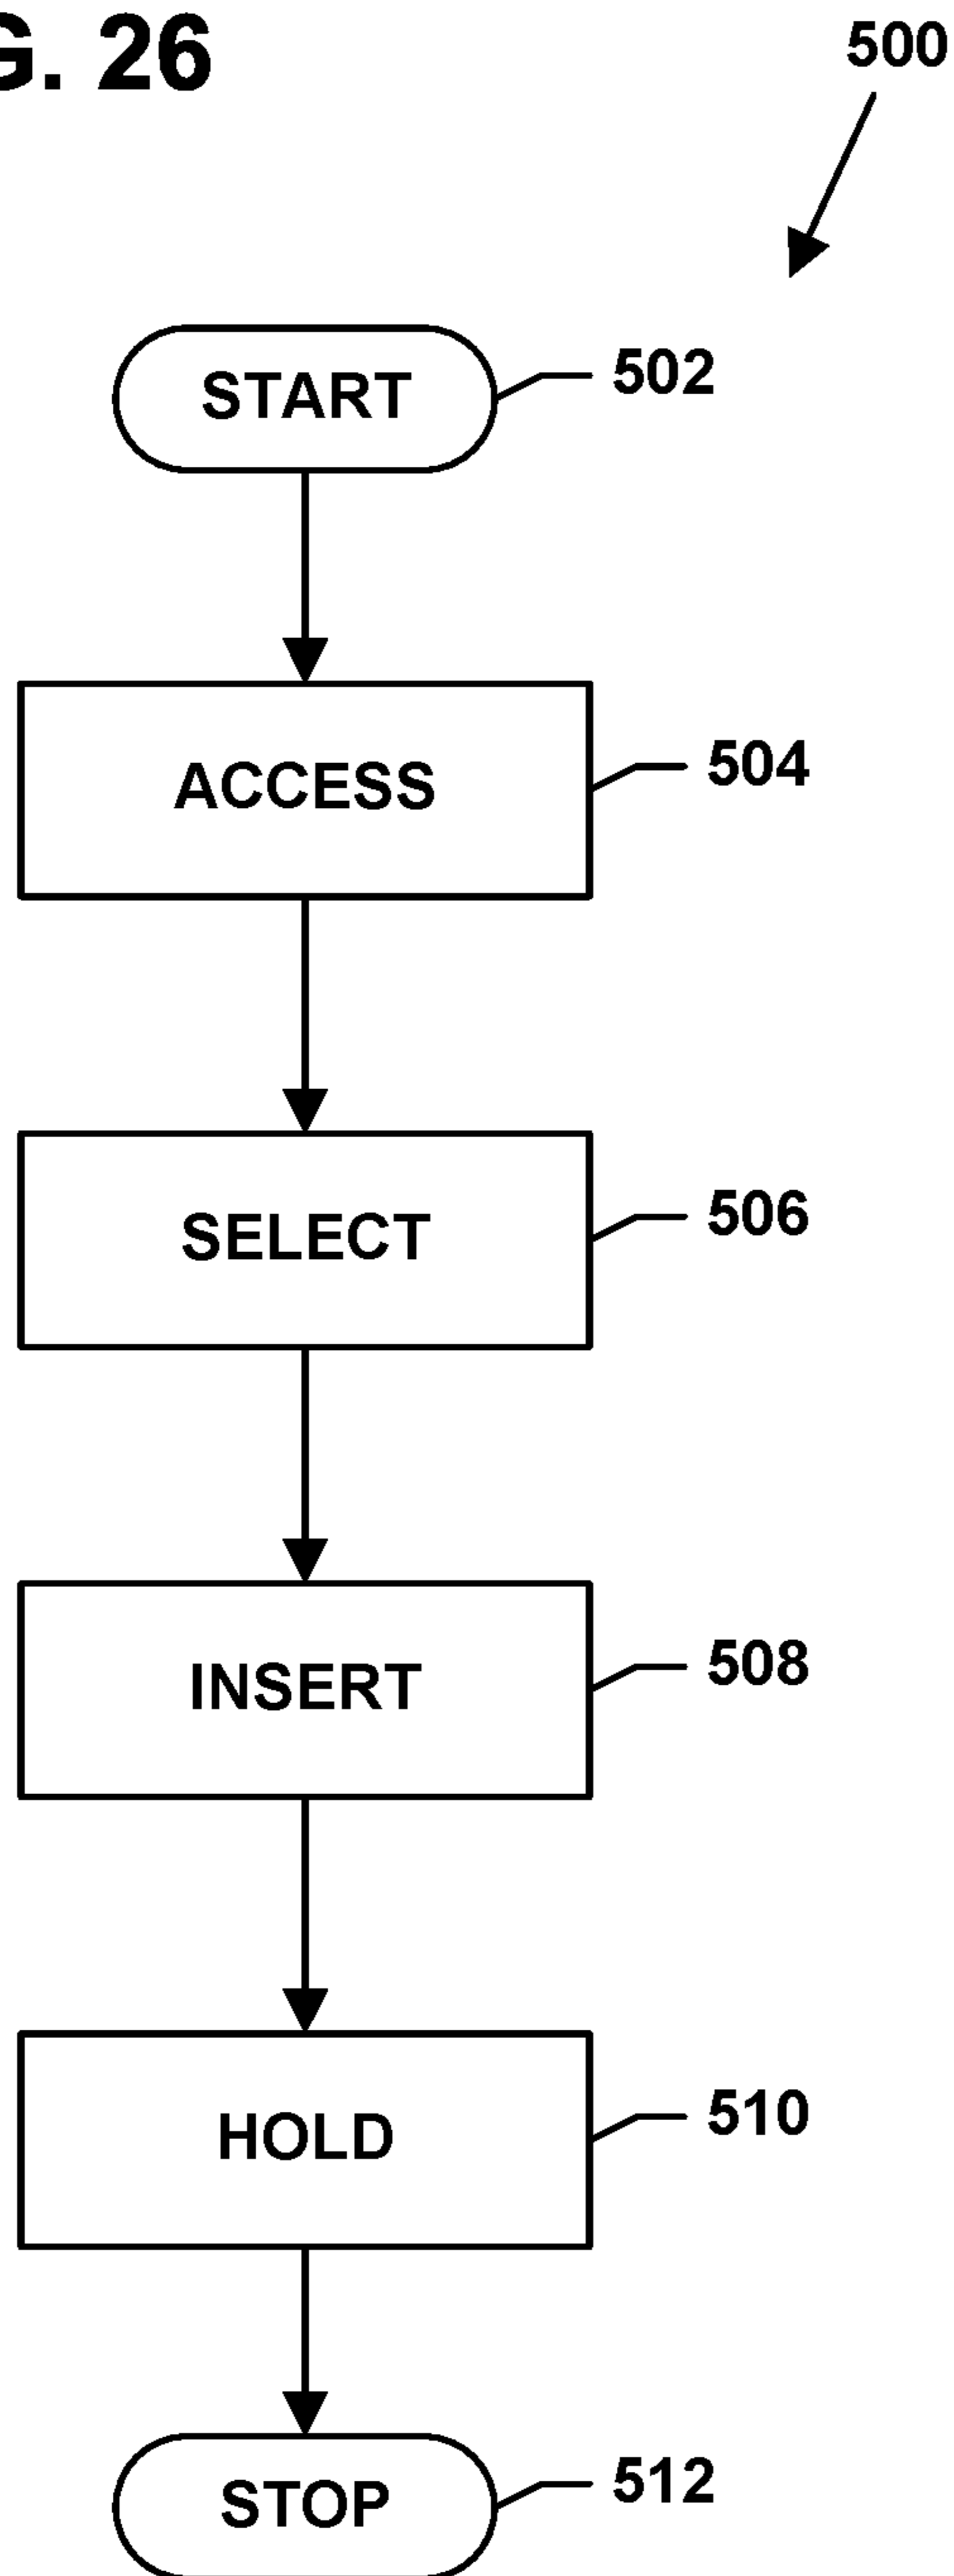 G. 26
500
START
502
ACCESS
504
SELECT
506
INSERT
508
HOLD
510
STOP
512